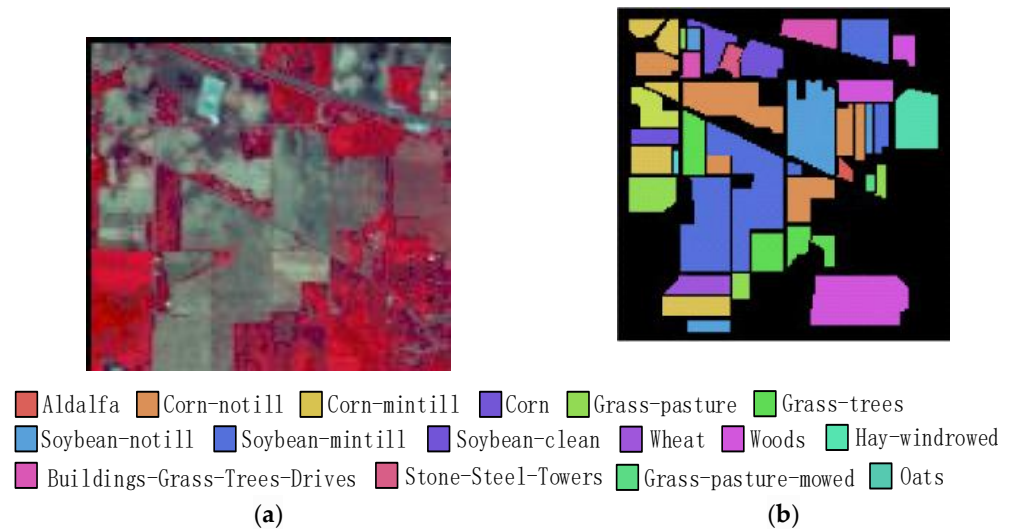 Aldalfa Corn-notill Corn-mintill Corn Grass-pasture Grass-trees
Soybean-notill Soybean-mintill Soybean-clean Wheat Woods Hay-windrowed
Buildings-Grass-Trees-Drives Stone-Steel-Towers Grass-pasture-mowed Oats
(a) (b)